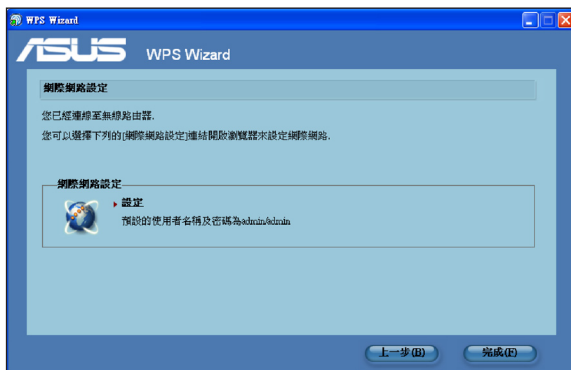 WPS Wizard
ASUS WPS Wizard
網際網路設定
您已經連線至無線路由器.
您可以選擇下列的[網際網路設定]連結開啟瀏覽器來設定網際網路.
網際網路設定
設定
預設的使用者名稱及密碼為admin/admin
上一步(B) 完成(F)